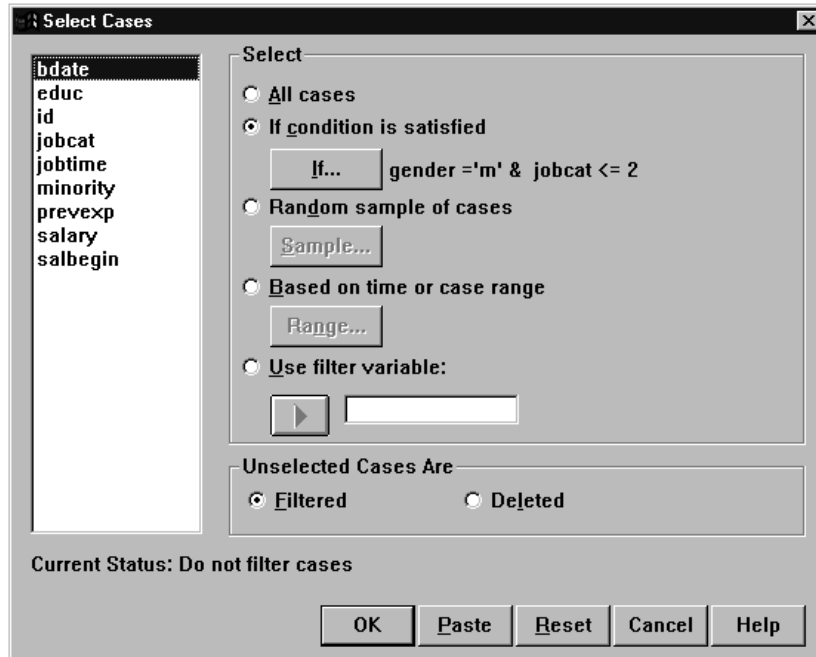 Select Cases
bdate
educ
id
jobcat
jobtime
minority
prevexp
salary
salbegin
Select
All cases
If condition is satisfied
If... gender ='m' & jobcat <= 2
Random sample of cases
Sample...
Based on time or case range
Range...
Use filter variable:
Unselected Cases Are
Filtered Deleted
Current Status: Do not filter cases
OK Paste Reset Cancel Help